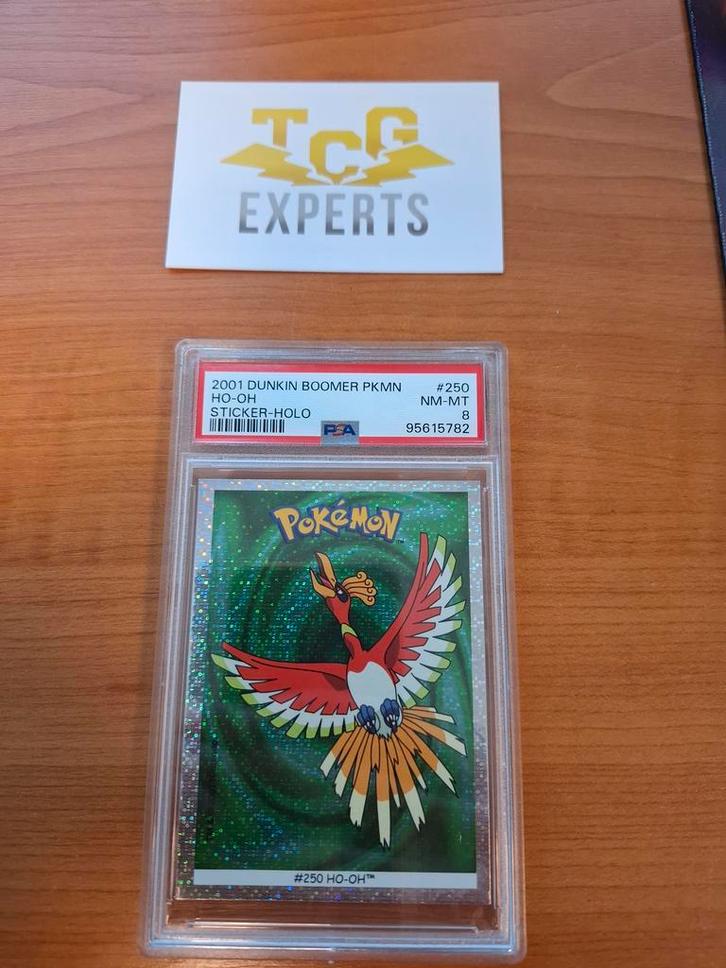 TCG
EXPERTS
2001 DUNKIN BOOMER PKMN #250
HO-OH NM-MT
STICKER-HOLO 8
PSA 95615782
POKéMON™
#250 HO-OH™